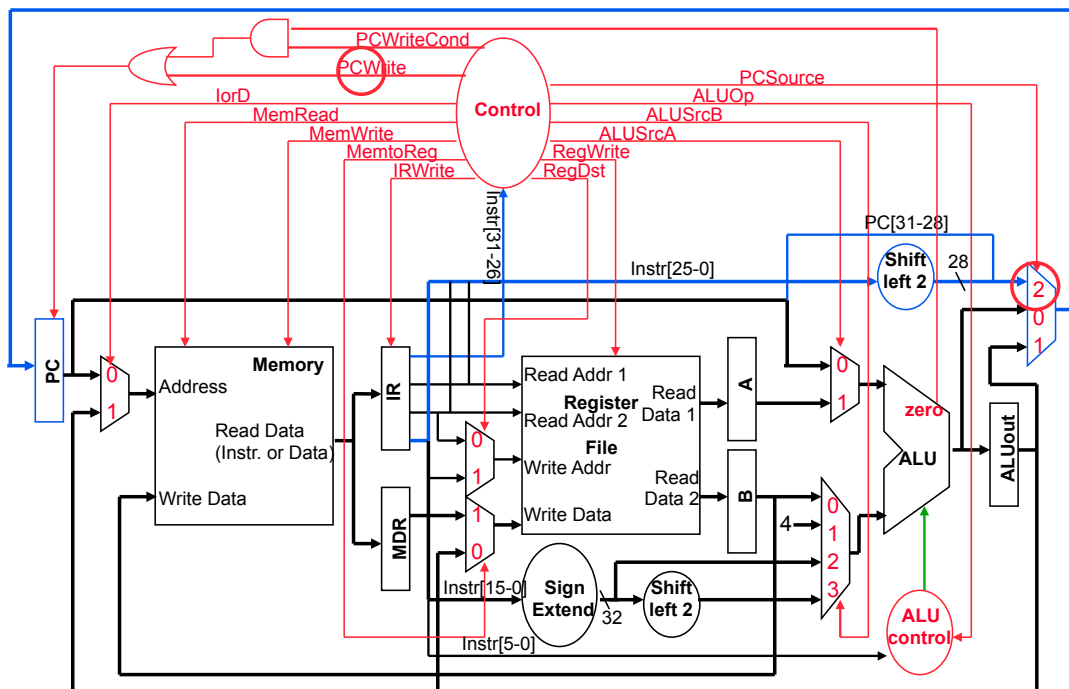 PCWriteCond
PCWrite
PCSource
IorD
ALUOp
MemRead
Control
ALUSrcB
MemWrite
ALUSrcA
MemtoReg
RegWrite
IRWrite
RegDst
Instr[31-26]
PC[31-28]
Instr[25-0]
Shift
left 2
28
2
0
1
PC
0
1
Address
Memory
Read Data
(Instr. or Data)
Write Data
IR
MDR
Read Addr 1
Register
Read Addr 2
File
Write Addr
Write Data
Read
Data 1
Read
Data 2
0
1
1
0
A
B
0
1
4
0
1
2
3
zero
ALU
ALUout
Instr[15-0]
Sign
Extend
32
Shift
left 2
ALU
control
Instr[5-0]